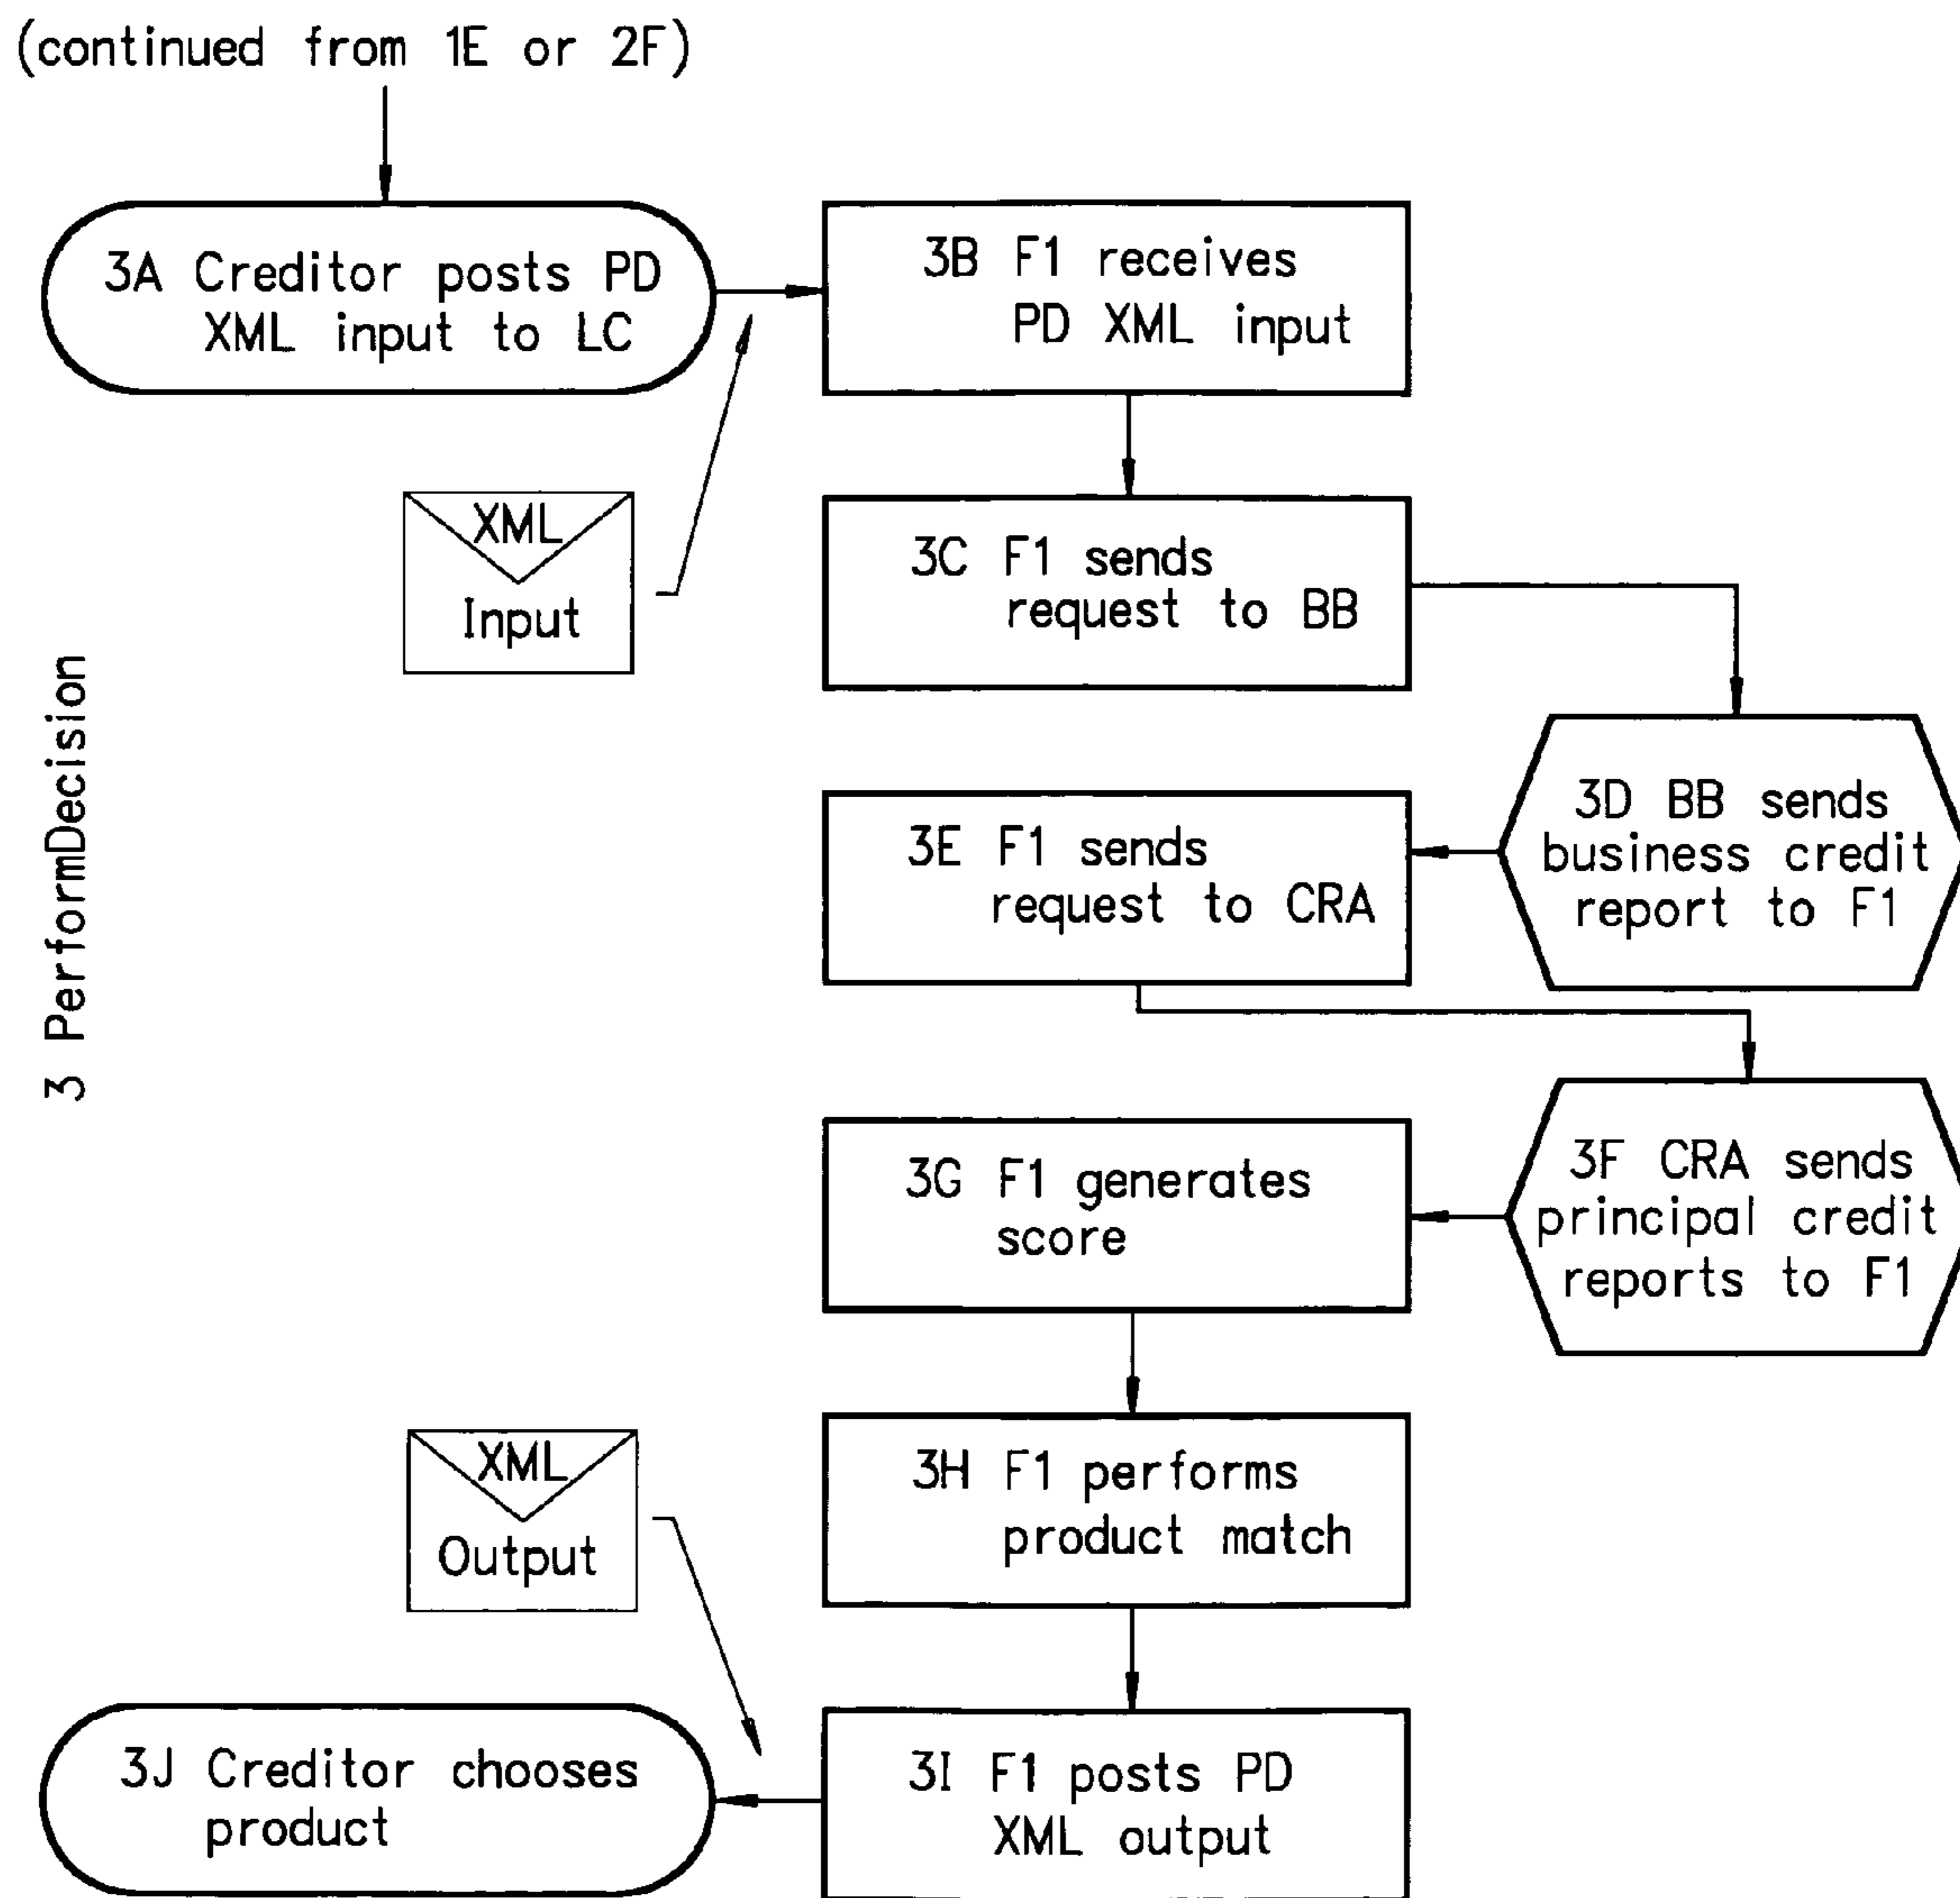 (continued from 1E or 2F)
3A Creditor posts PD
XML input to LC
3B F1 receives
PD XML input
XML
Input
3C F1 sends
request to BB
3 PerformDecision
3D BB sends
business credit
report to F1
3E F1 sends
request to CRA
3F CRA sends
principal credit
reports to F1
3G F1 generates
score
3H F1 performs
product match
XML
Output
3I F1 posts PD
XML output
3J Creditor chooses
product